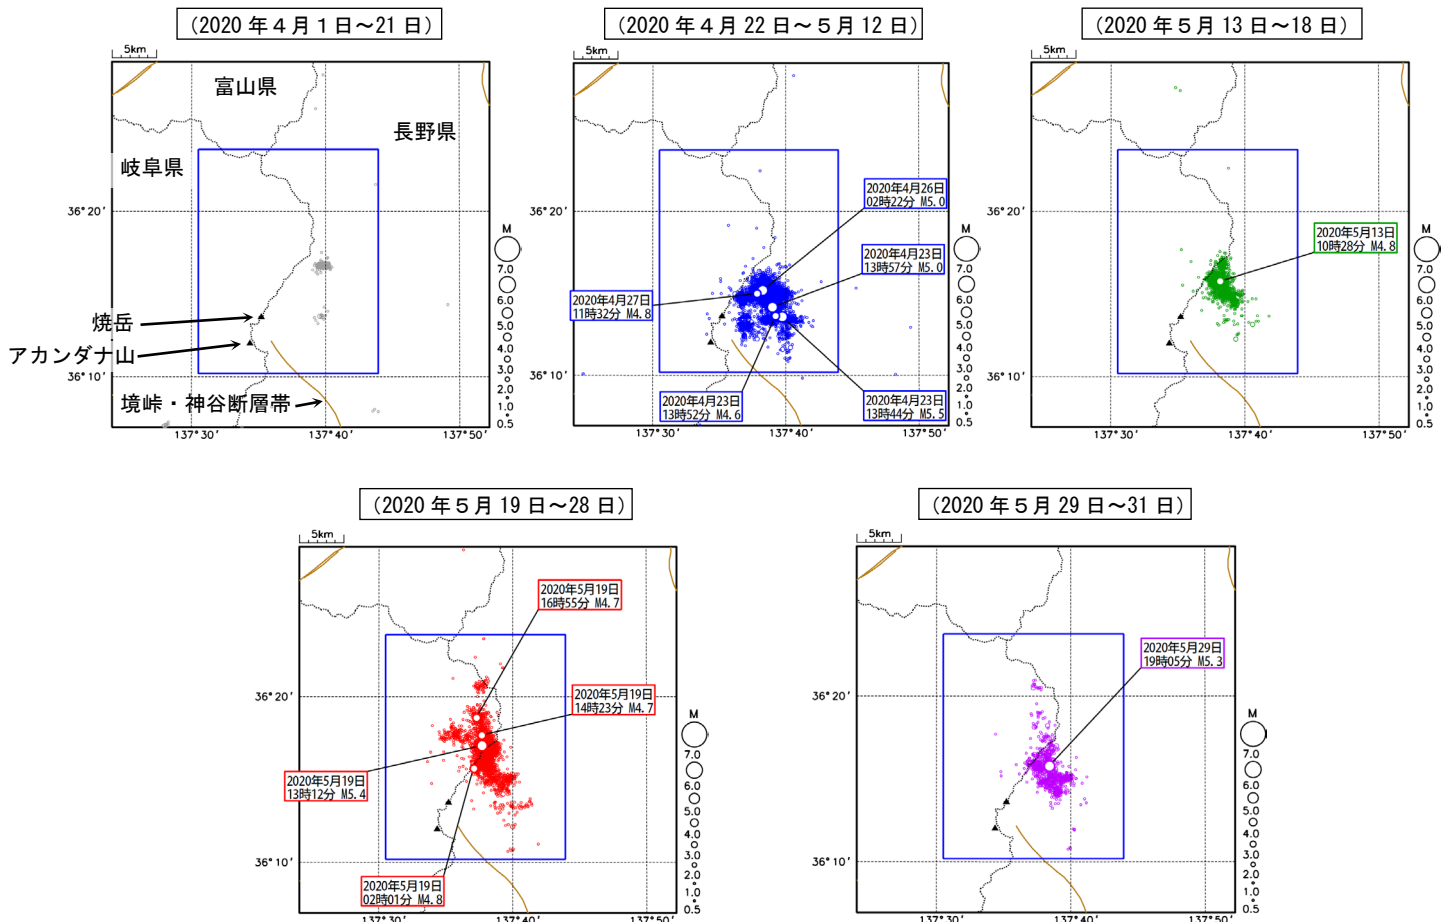 （2020 年４月１日～21 日）
5km
富山県
長野県
岐阜県
36°20′
焼岳
アカンダナ山
36°10′
境峠・神谷断層帯
137°30′
137°40′
137°50′
M
7.0
6.0
5.0
4.0
3.0
2.0
1.0
0.5
（2020 年４月 22 日～５月 12 日）
5km
2020年4月26日
02時22分 M5.0
2020年4月23日
13時57分 M5.0
2020年4月27日
11時32分 M4.8
2020年4月23日
13時52分 M4.6
2020年4月23日
13時44分 M5.5
36°20′
36°10′
137°30′
137°40′
137°50′
M
7.0
6.0
5.0
4.0
3.0
2.0
1.0
0.5
（2020 年５月 13 日～18 日）
5km
2020年5月13日
10時28分 M4.8
36°20′
36°10′
137°30′
137°40′
137°50′
M
7.0
6.0
5.0
4.0
3.0
2.0
1.0
0.5
（2020 年５月 19 日～28 日）
5km
2020年5月19日
16時55分 M4.7
2020年5月19日
14時23分 M4.7
2020年5月19日
13時12分 M5.4
2020年5月19日
02時01分 M4.8
36°20′
36°10′
137°30′
137°40′
137°50′
M
7.0
6.0
5.0
4.0
3.0
2.0
1.0
0.5
（2020 年５月 29 日～31 日）
5km
2020年5月29日
19時05分 M5.3
36°20′
36°10′
137°30′
137°40′
137°50′
M
7.0
6.0
5.0
4.0
3.0
2.0
1.0
0.5